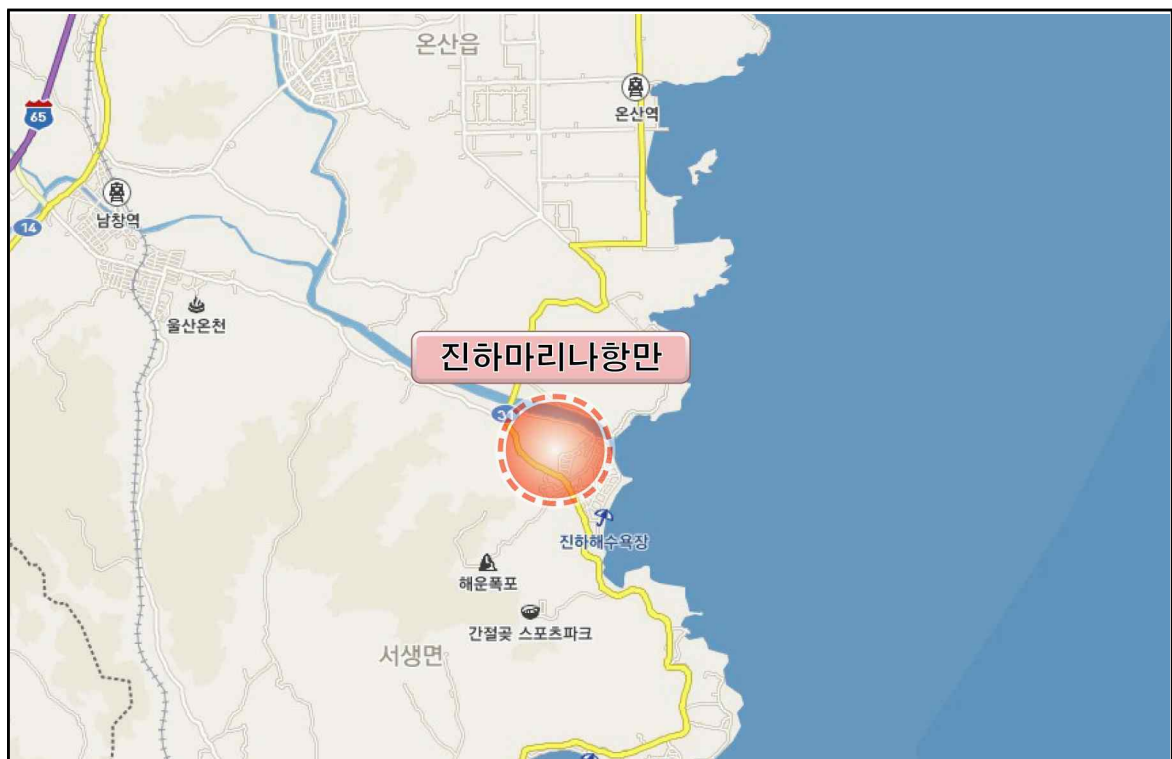 온산읍
온산역
65
남창역
14
울산온천
진하마리나항만
31
진하해수욕장
해운폭포
간절곶 스포츠파크
서생면